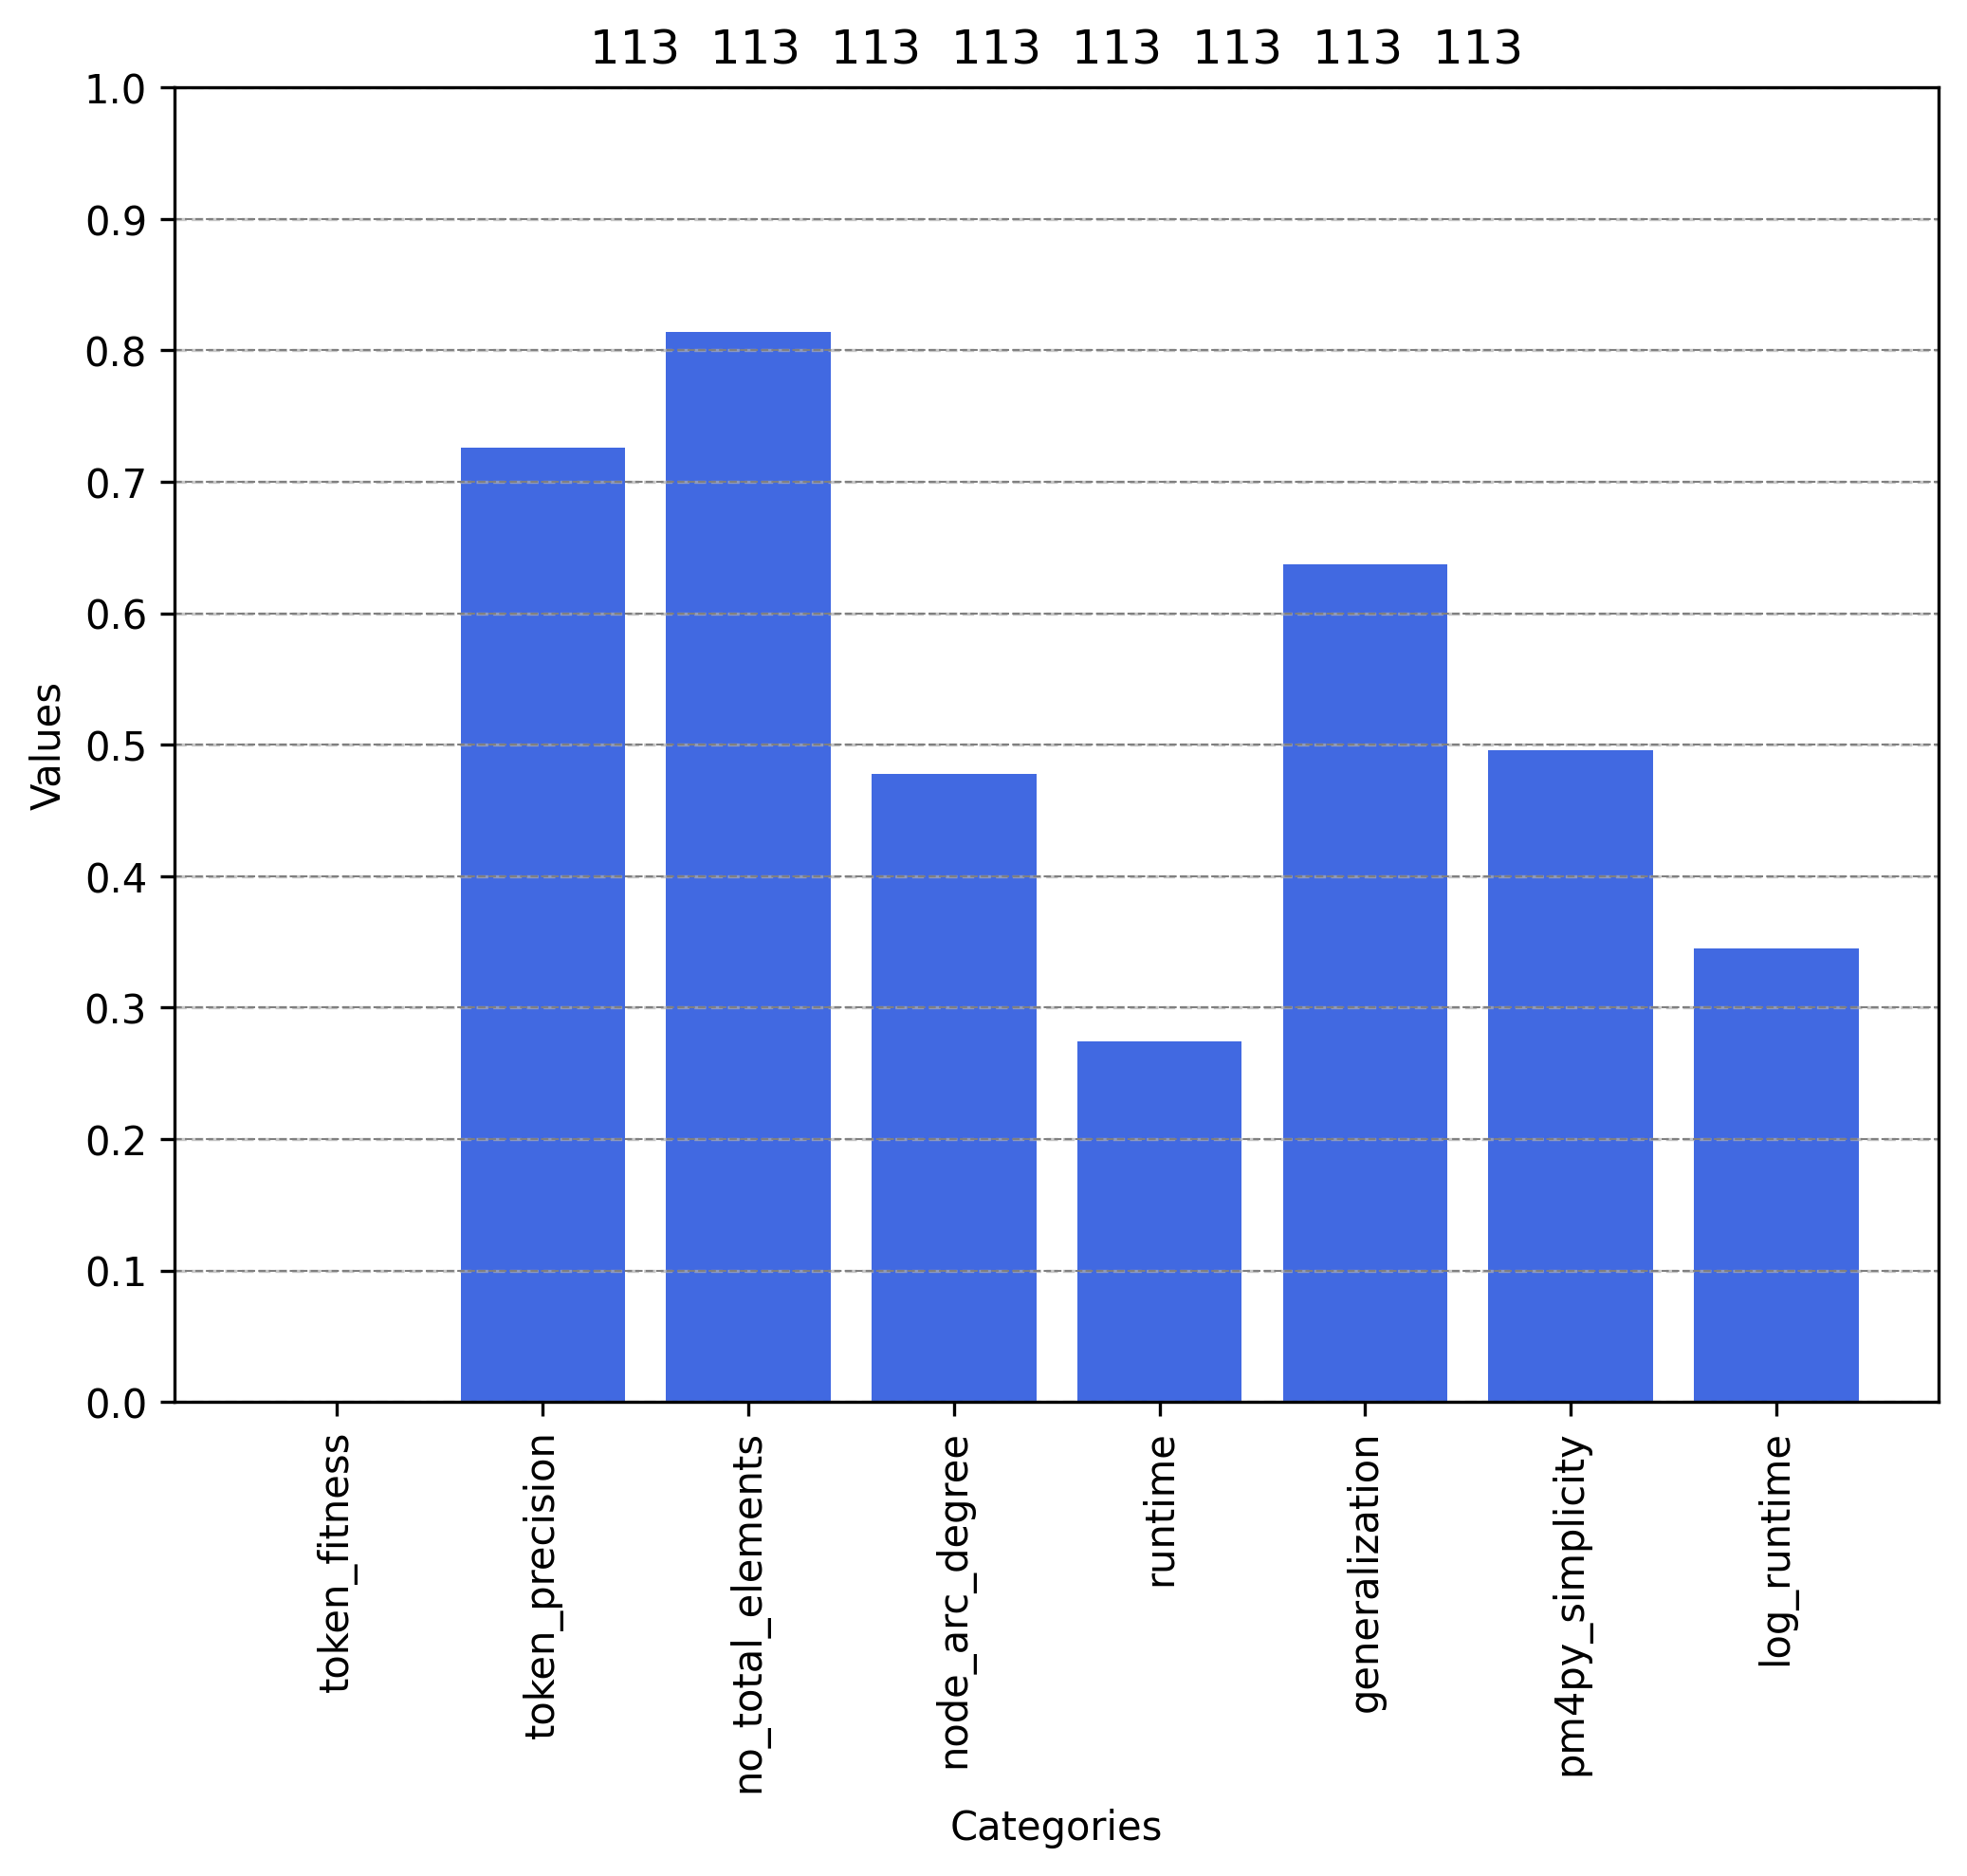 113 113 113 113 113 113 113 113
1.0
0.9
0.8
0.7
0.6
0.5
0.4
0.3
0.2
0.1
0.0
Values
token_fitness
token_precision
no_total_elements
node_arc_degree
runtime
generalization
pm4py_simplicity
log_runtime
Categories